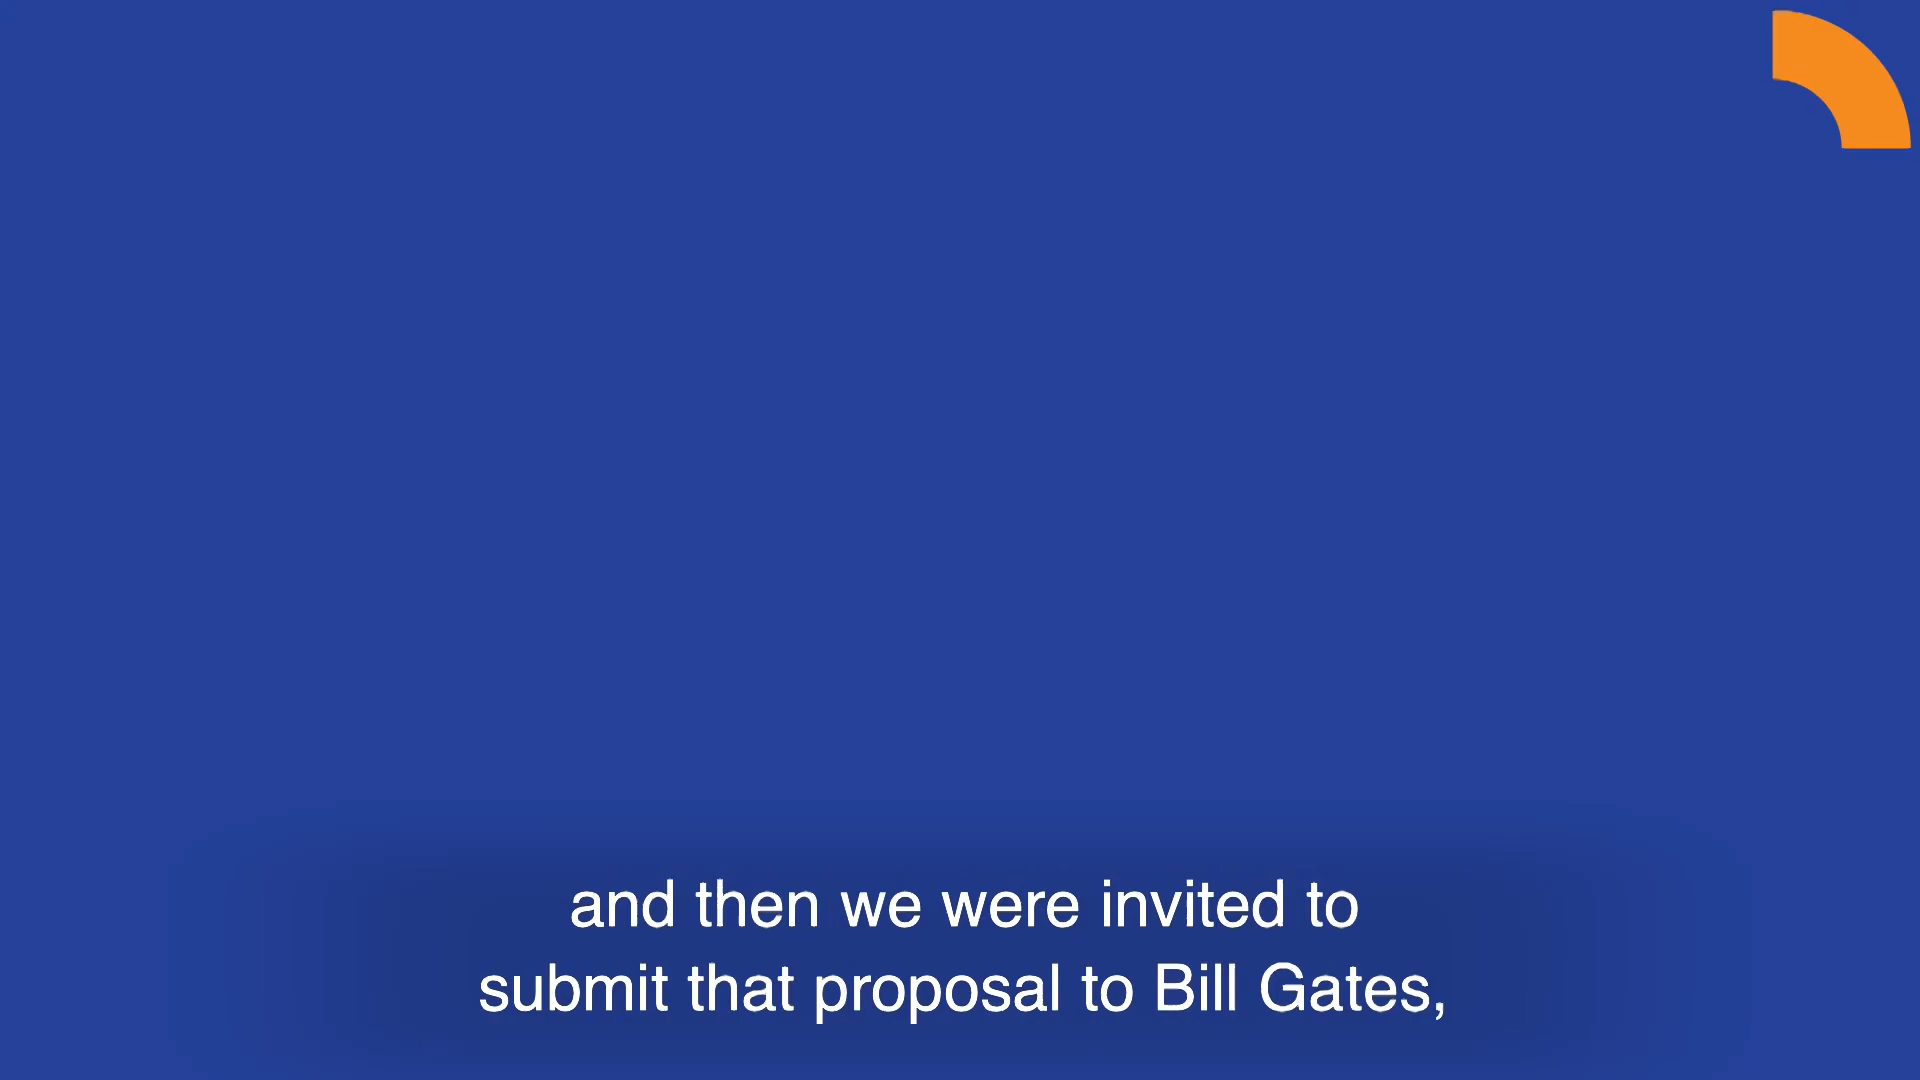 and then we were invited to
submit that proposal to Bill Gates,